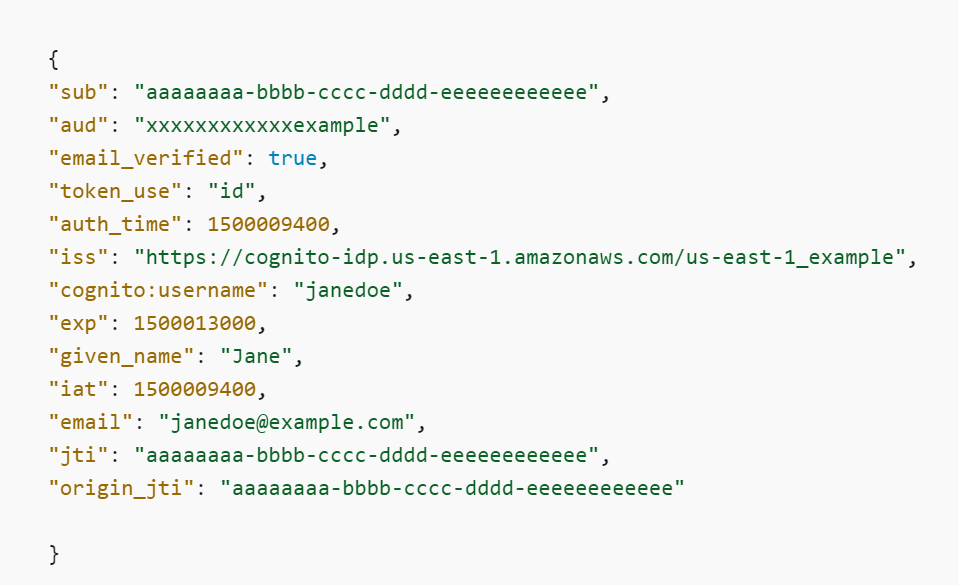 {
"sub": "aaaaaaaa-bbbb-cccc-dddd-eeeeeeeeeeee",
"aud": "xxxxxxxxxxxxexample",
"email_verified": true,
"token_use": "id",
"auth_time": 1500009400,
"iss": "https://cognito-idp.us-east-1.amazonaws.com/us-east-1_example",
"cognito:username": "janedoe",
"exp": 1500013000,
"given_name": "Jane",
"iat": 1500009400,
"email": "janedoe@example.com",
"jti": "aaaaaaaa-bbbb-cccc-dddd-eeeeeeeeeeee",
"origin_jti": "aaaaaaaa-bbbb-cccc-dddd-eeeeeeeeeeee"
}